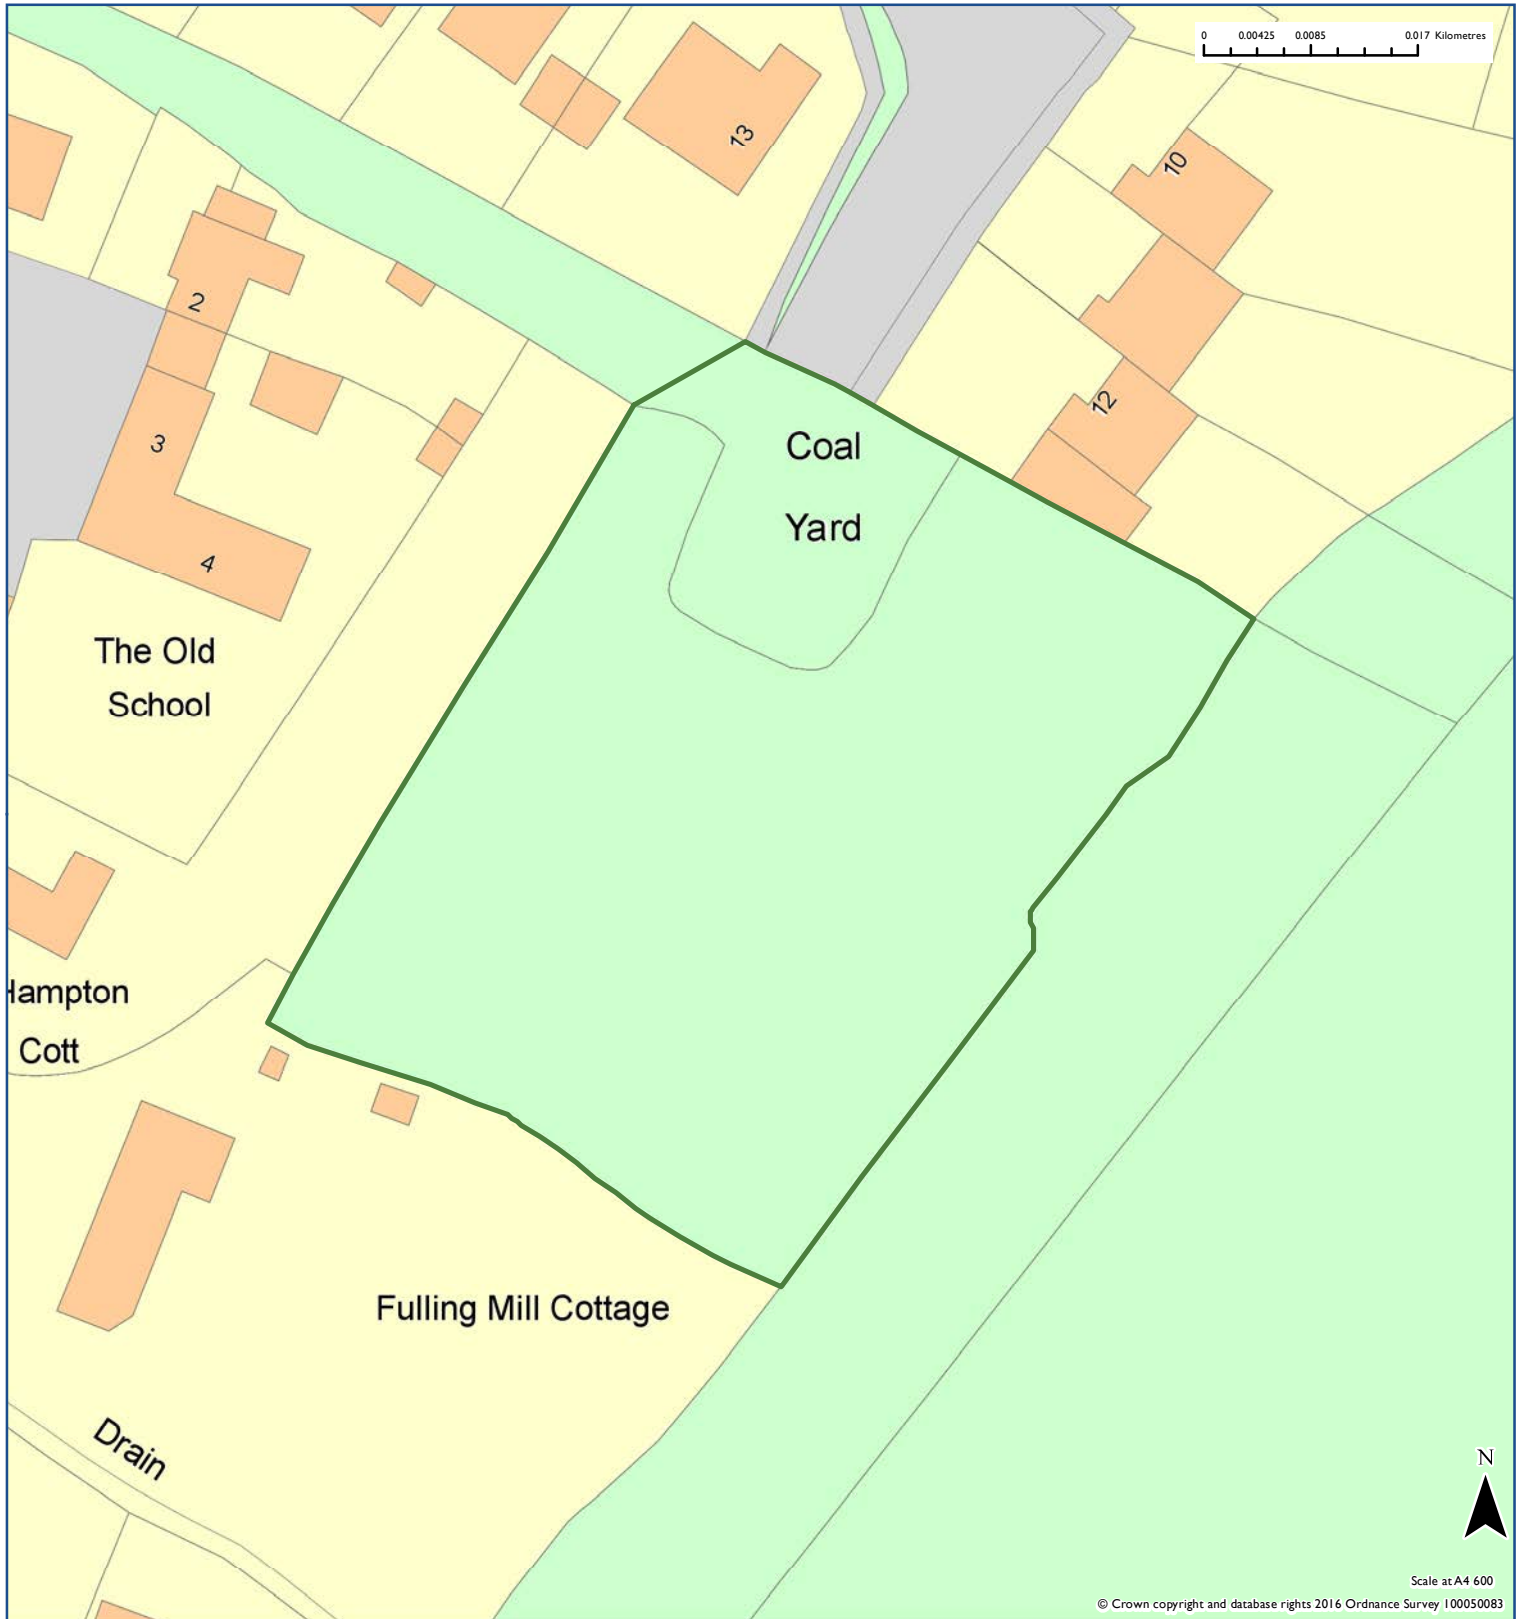 0 0.00425 0.0085 0.017 Kilometres
13
10
2
12
3
Coal
Yard
4
The Old
School
Hampton
Cott
Fulling Mill Cottage
Drain
N
Scale at A4 600
© Crown copyright and database rights 2016 Ordnance Survey 100050083